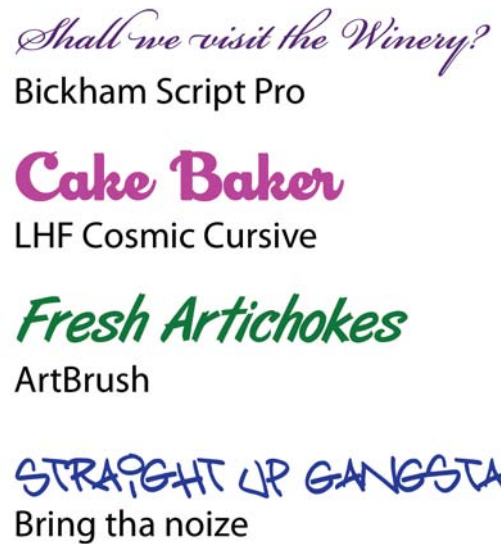 Shall we visit the Winery?
Bickham Script Pro
Cake Baker
LHF Cosmic Cursive
Fresh Artichokes
ArtBrush
STRAIGHT UP GANGSTA
Bring tha noize